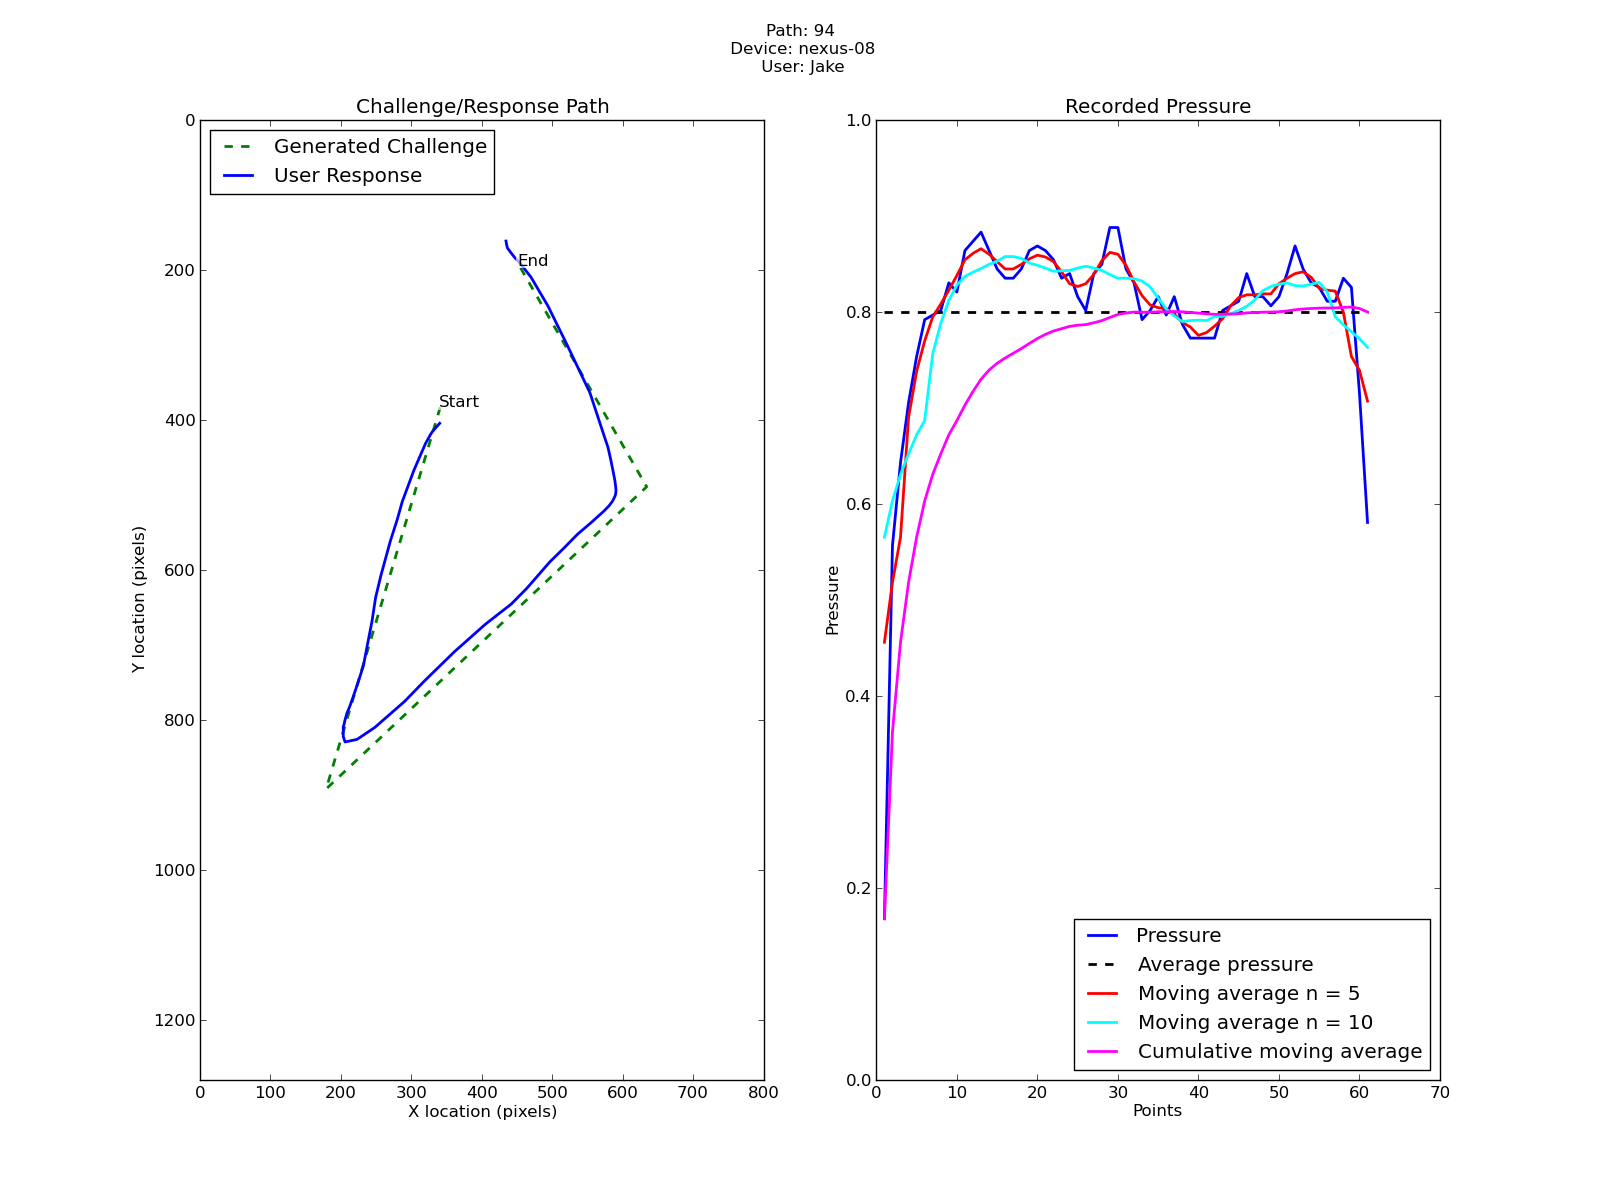 Path: 94
Device: nexus-08
User: Jake
Challenge/Response Path
Generated Challenge
User Response
End
Start
0
200
400
600
800
1000
1200
Y location (pixels)
0 100 200 300 400 500 600 700 800
X location (pixels)
Recorded Pressure
1.0
0.8
0.6
0.4
0.2
0.0
Pressure
Pressure
Average pressure
Moving average n = 5
Moving average n = 10
Cumulative moving average
0 10 20 30 40 50 60 70
Points